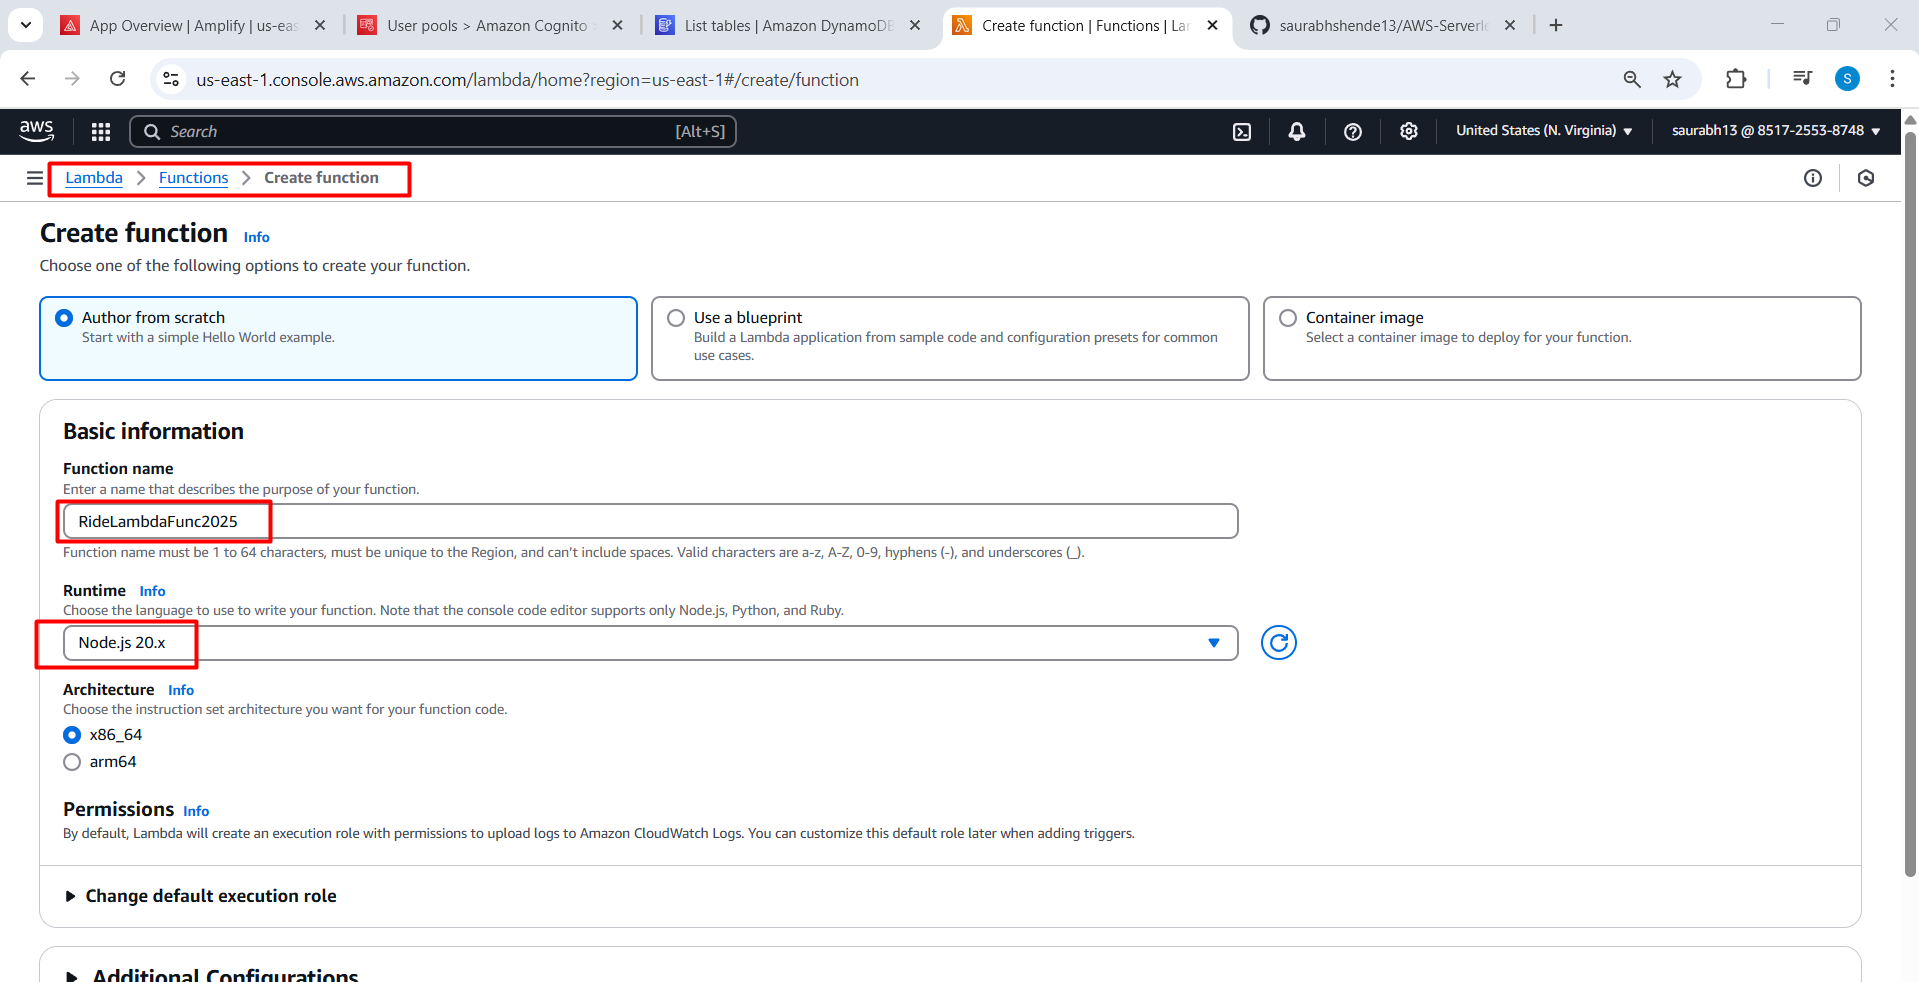 App Overview | Amplify | us-eas
User pools > Amazon Cognito >
List tables | Amazon DynamoDB
Create function | Functions | Lam
saurabhshende13/AWS-Serverle
us-east-1.console.aws.amazon.com/lambda/home?region=us-east-1#/create/function
S
aws
Search
[Alt+S]
United States (N. Virginia)
saurabh13 @ 8517-2553-8748
Lambda > Functions > Create function
Create function Info
Choose one of the following options to create your function.
Author from scratch
Start with a simple Hello World example.
Use a blueprint
Build a Lambda application from sample code and configuration presets for common
use cases.
Container image
Select a container image to deploy for your function.
Basic information
Function name
Enter a name that describes the purpose of your function.
RideLambdaFunc2025
Function name must be 1 to 64 characters, must be unique to the Region, and can't include spaces. Valid characters are a-z, A-Z, 0-9, hyphens (-), and underscores (_).
Runtime Info
Choose the language to use to write your function. Note that the console code editor supports only Node.js, Python, and Ruby.
Node.js 20.x
Architecture Info
Choose the instruction set architecture you want for your function code.
x86_64
arm64
Permissions Info
By default, Lambda will create an execution role with permissions to upload logs to Amazon CloudWatch Logs. You can customize this default role later when adding triggers.
Change default execution role
Additional Configurations